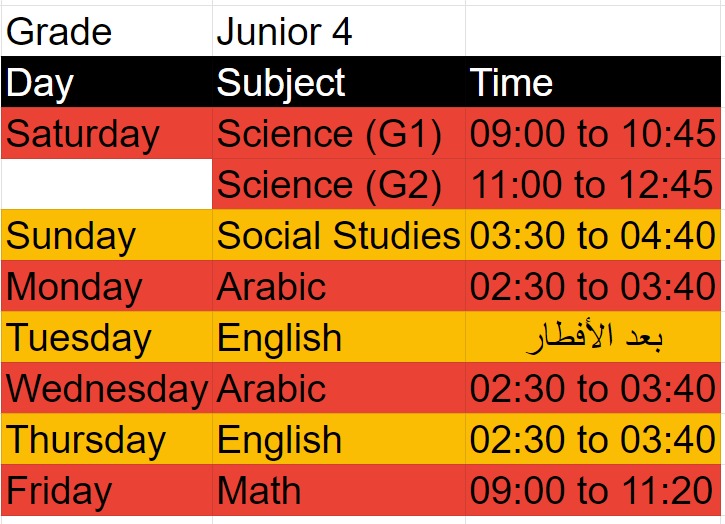 Grade Junior 4
Day Subject Time
Saturday Science (G1) 09:00 to 10:45
Science (G2) 11:00 to 12:45
Sunday Social Studies 03:30 to 04:40
Monday Arabic 02:30 to 03:40
Tuesday English بعد الأفطار
Wednesday Arabic 02:30 to 03:40
Thursday English 02:30 to 03:40
Friday Math 09:00 to 11:20